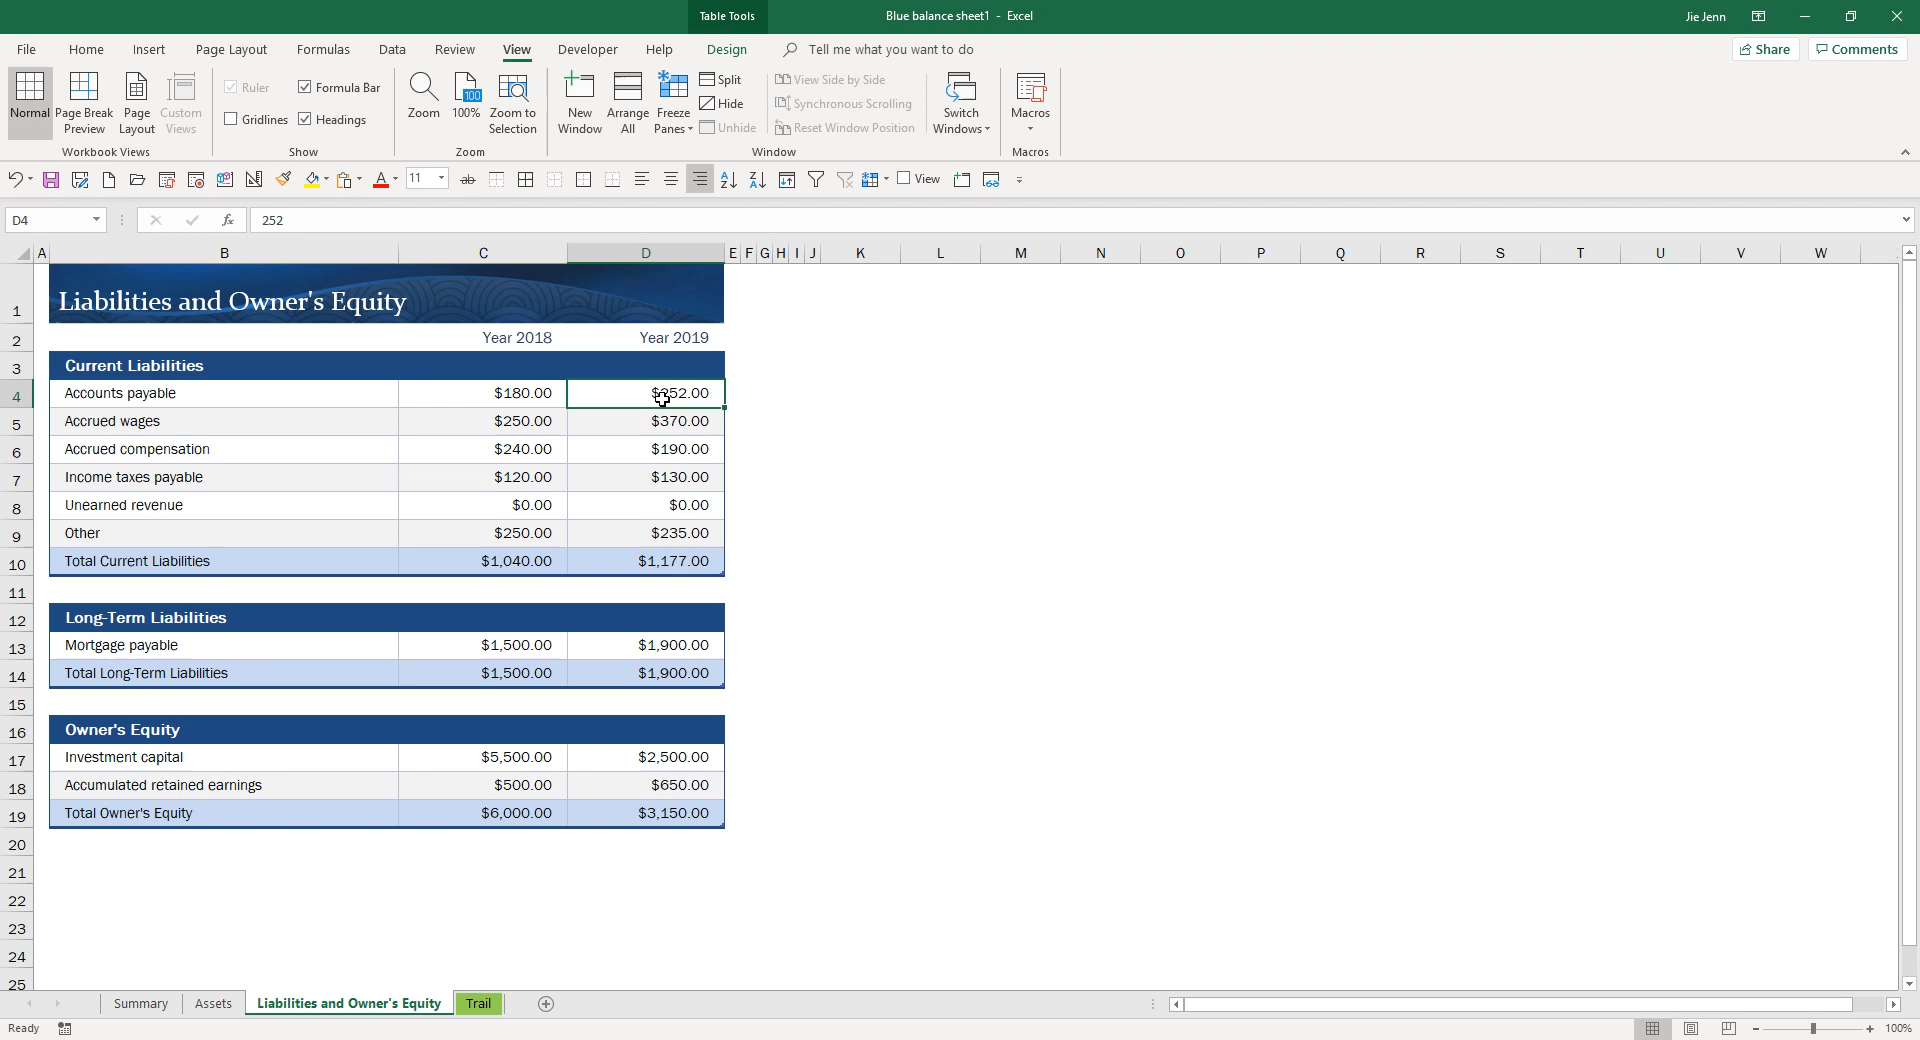 Table Tools
Blue balance sheet1 - Excel
Jie Jenn
File Home Insert Page Layout Formulas Data Review View Developer Help Design Tell me what you want to do
Share Comments
Normal
Page Break Preview
Page Layout
Custom Views
Workbook Views
Ruler
Formula Bar
Gridlines
Headings
Show
Zoom
100
100%
Zoom to Selection
Zoom
New Window
Arrange All
Freeze Panes
Split
Hide
Unhide
View Side by Side
Synchronous Scrolling
Reset Window Position
Window
Switch Windows
Macros
Macros
11
ab
View
D4
fx
252
A B C D E F G H I J K L M N O P Q R S T U V W
1 Liabilities and Owner's Equity
2 Year 2018 Year 2019
3 Current Liabilities
4 Accounts payable $180.00 $252.00
5 Accrued wages $250.00 $370.00
6 Accrued compensation $240.00 $190.00
7 Income taxes payable $120.00 $130.00
8 Unearned revenue $0.00 $0.00
9 Other $250.00 $235.00
10 Total Current Liabilities $1,040.00 $1,177.00
11
12 Long-Term Liabilities
13 Mortgage payable $1,500.00 $1,900.00
14 Total Long-Term Liabilities $1,500.00 $1,900.00
15
16 Owner's Equity
17 Investment capital $5,500.00 $2,500.00
18 Accumulated retained earnings $500.00 $650.00
19 Total Owner's Equity $6,000.00 $3,150.00
20
21
22
23
24
25
Summary Assets Liabilities and Owner's Equity Trail
Ready
100%